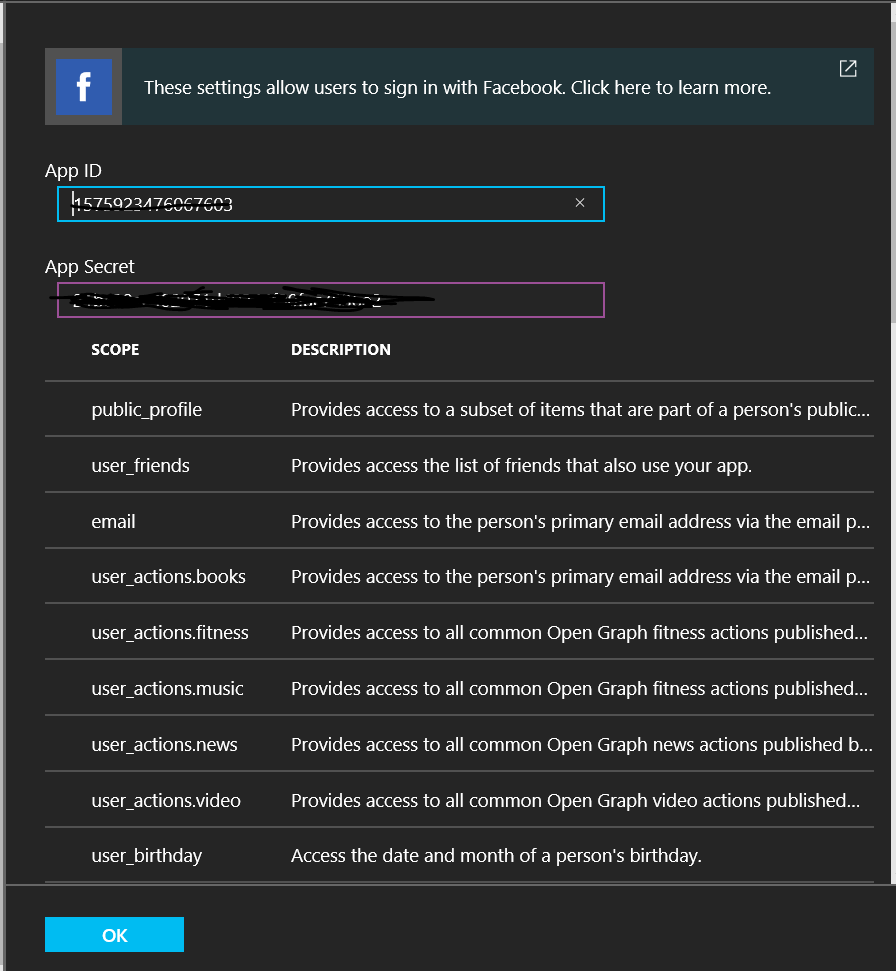 f
These settings allow users to sign in with Facebook. Click here to learn more.
App ID
App Secret
SCOPE DESCRIPTION
public_profile Provides access to a subset of items that are part of a person's public...
user_friends Provides access the list of friends that also use your app.
email Provides access to the person's primary email address via the email p...
user_actions.books Provides access to the person's primary email address via the email p...
user_actions.fitness Provides access to all common Open Graph fitness actions published...
user_actions.music Provides access to all common Open Graph fitness actions published...
user_actions.news Provides access to all common Open Graph news actions published b...
user_actions.video Provides access to all common Open Graph video actions published...
user_birthday Access the date and month of a person's birthday.
OK